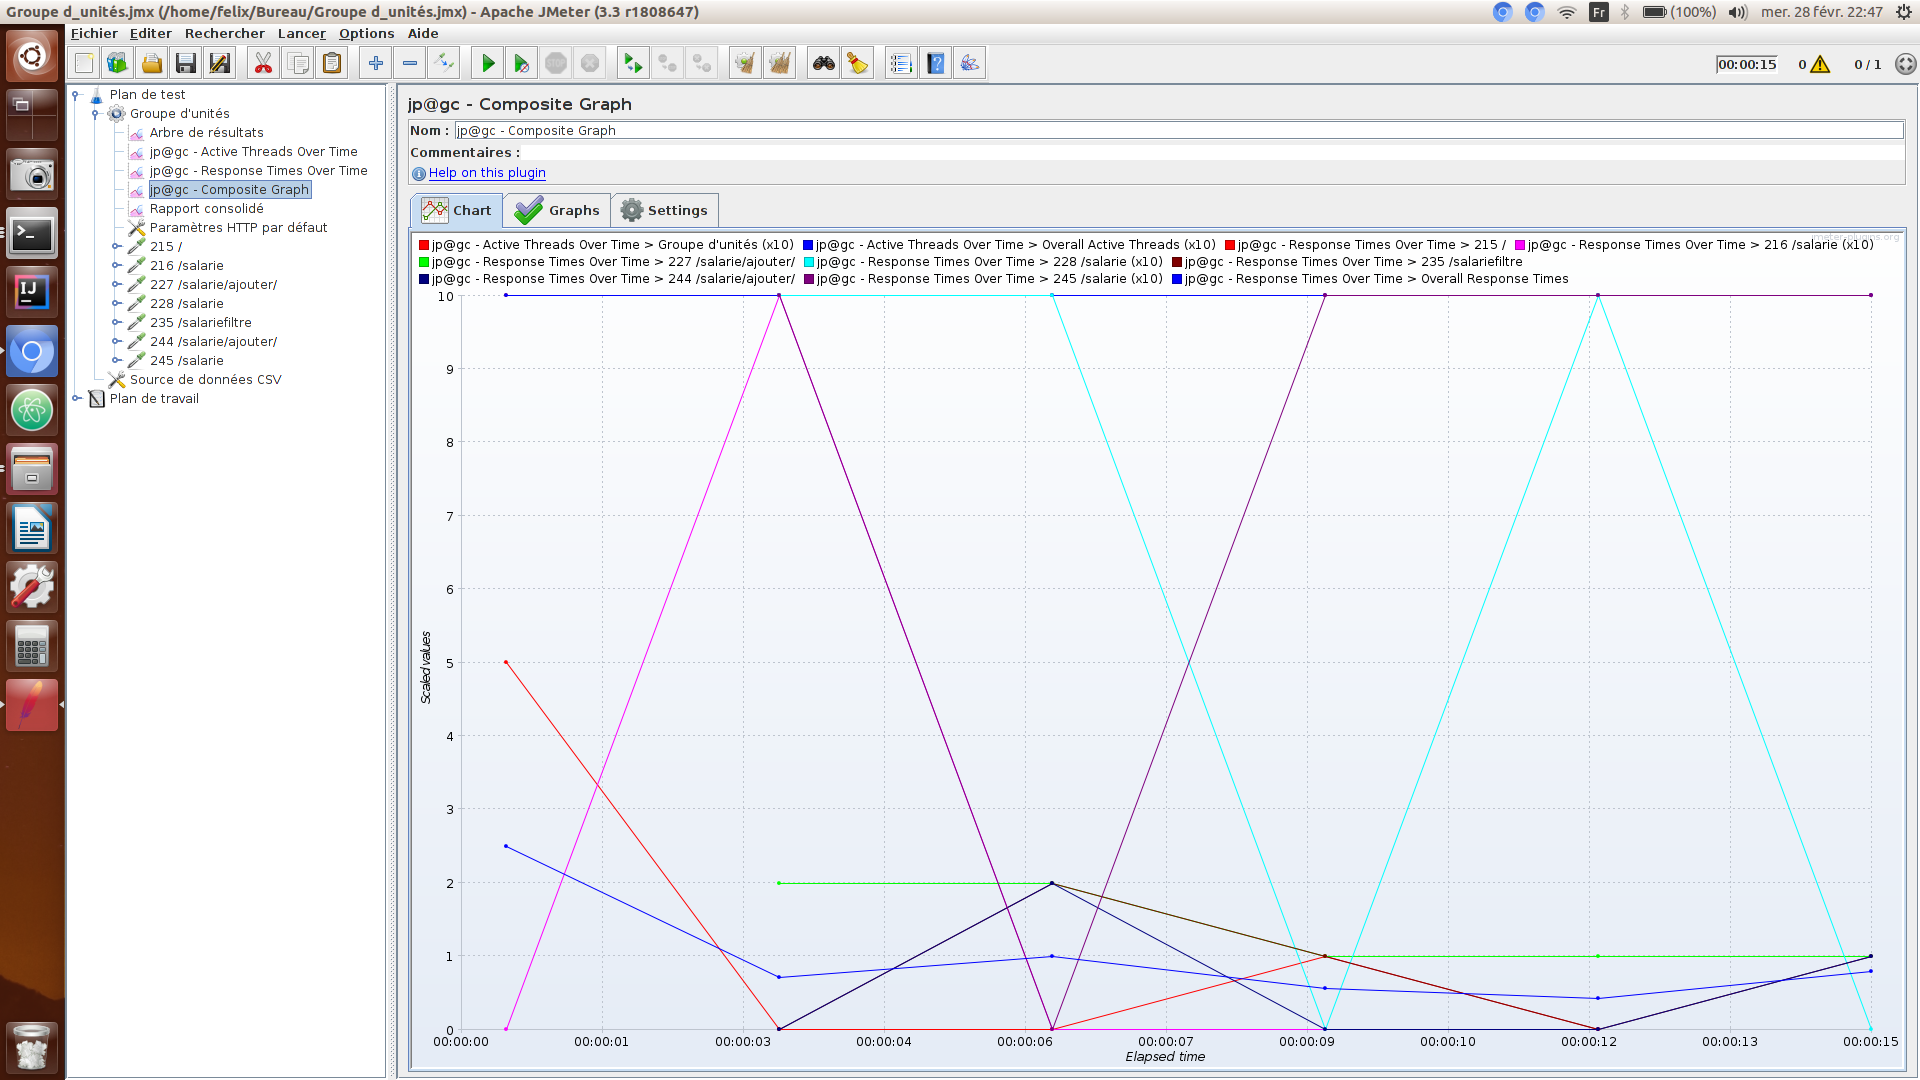 Groupe d_unités.jmx (/home/felix/Bureau/Groupe d_unités.jmx) - Apache JMeter (3.3 r1808647)
Fr (100%) mer. 28 févr. 22:47
Fichier Editer Rechercher Lancer Options Aide
00:00:15 0 0 / 1
Plan de test
Groupe d'unités
Arbre de résultats
jp@gc - Active Threads Over Time
jp@gc - Response Times Over Time
jp@gc - Composite Graph
Rapport consolidé
Paramètres HTTP par défaut
215 /
216 /salarie
227 /salarie/ajouter/
228 /salarie
235 /salariefiltre
244 /salarie/ajouter/
245 /salarie
Source de données CSV
Plan de travail
jp@gc - Composite Graph
Nom : jp@gc - Composite Graph
Commentaires :
Help on this plugin
Chart Graphs Settings
jmeter-plugins.org
jp@gc - Active Threads Over Time > Groupe d'unités (x10) jp@gc - Active Threads Over Time > Overall Active Threads (x10) jp@gc - Response Times Over Time > 215 / jp@gc - Response Times Over Time > 216 /salarie (x10)
jp@gc - Response Times Over Time > 227 /salarie/ajouter/ jp@gc - Response Times Over Time > 228 /salarie (x10) jp@gc - Response Times Over Time > 235 /salariefiltre
jp@gc - Response Times Over Time > 244 /salarie/ajouter/ jp@gc - Response Times Over Time > 245 /salarie (x10) jp@gc - Response Times Over Time > Overall Response Times
10
9
8
7
6
5
4
3
2
1
0
Scaled values
00:00:00 00:00:01 00:00:03 00:00:04 00:00:06 00:00:07 00:00:09 00:00:10 00:00:12 00:00:13 00:00:15
Elapsed time